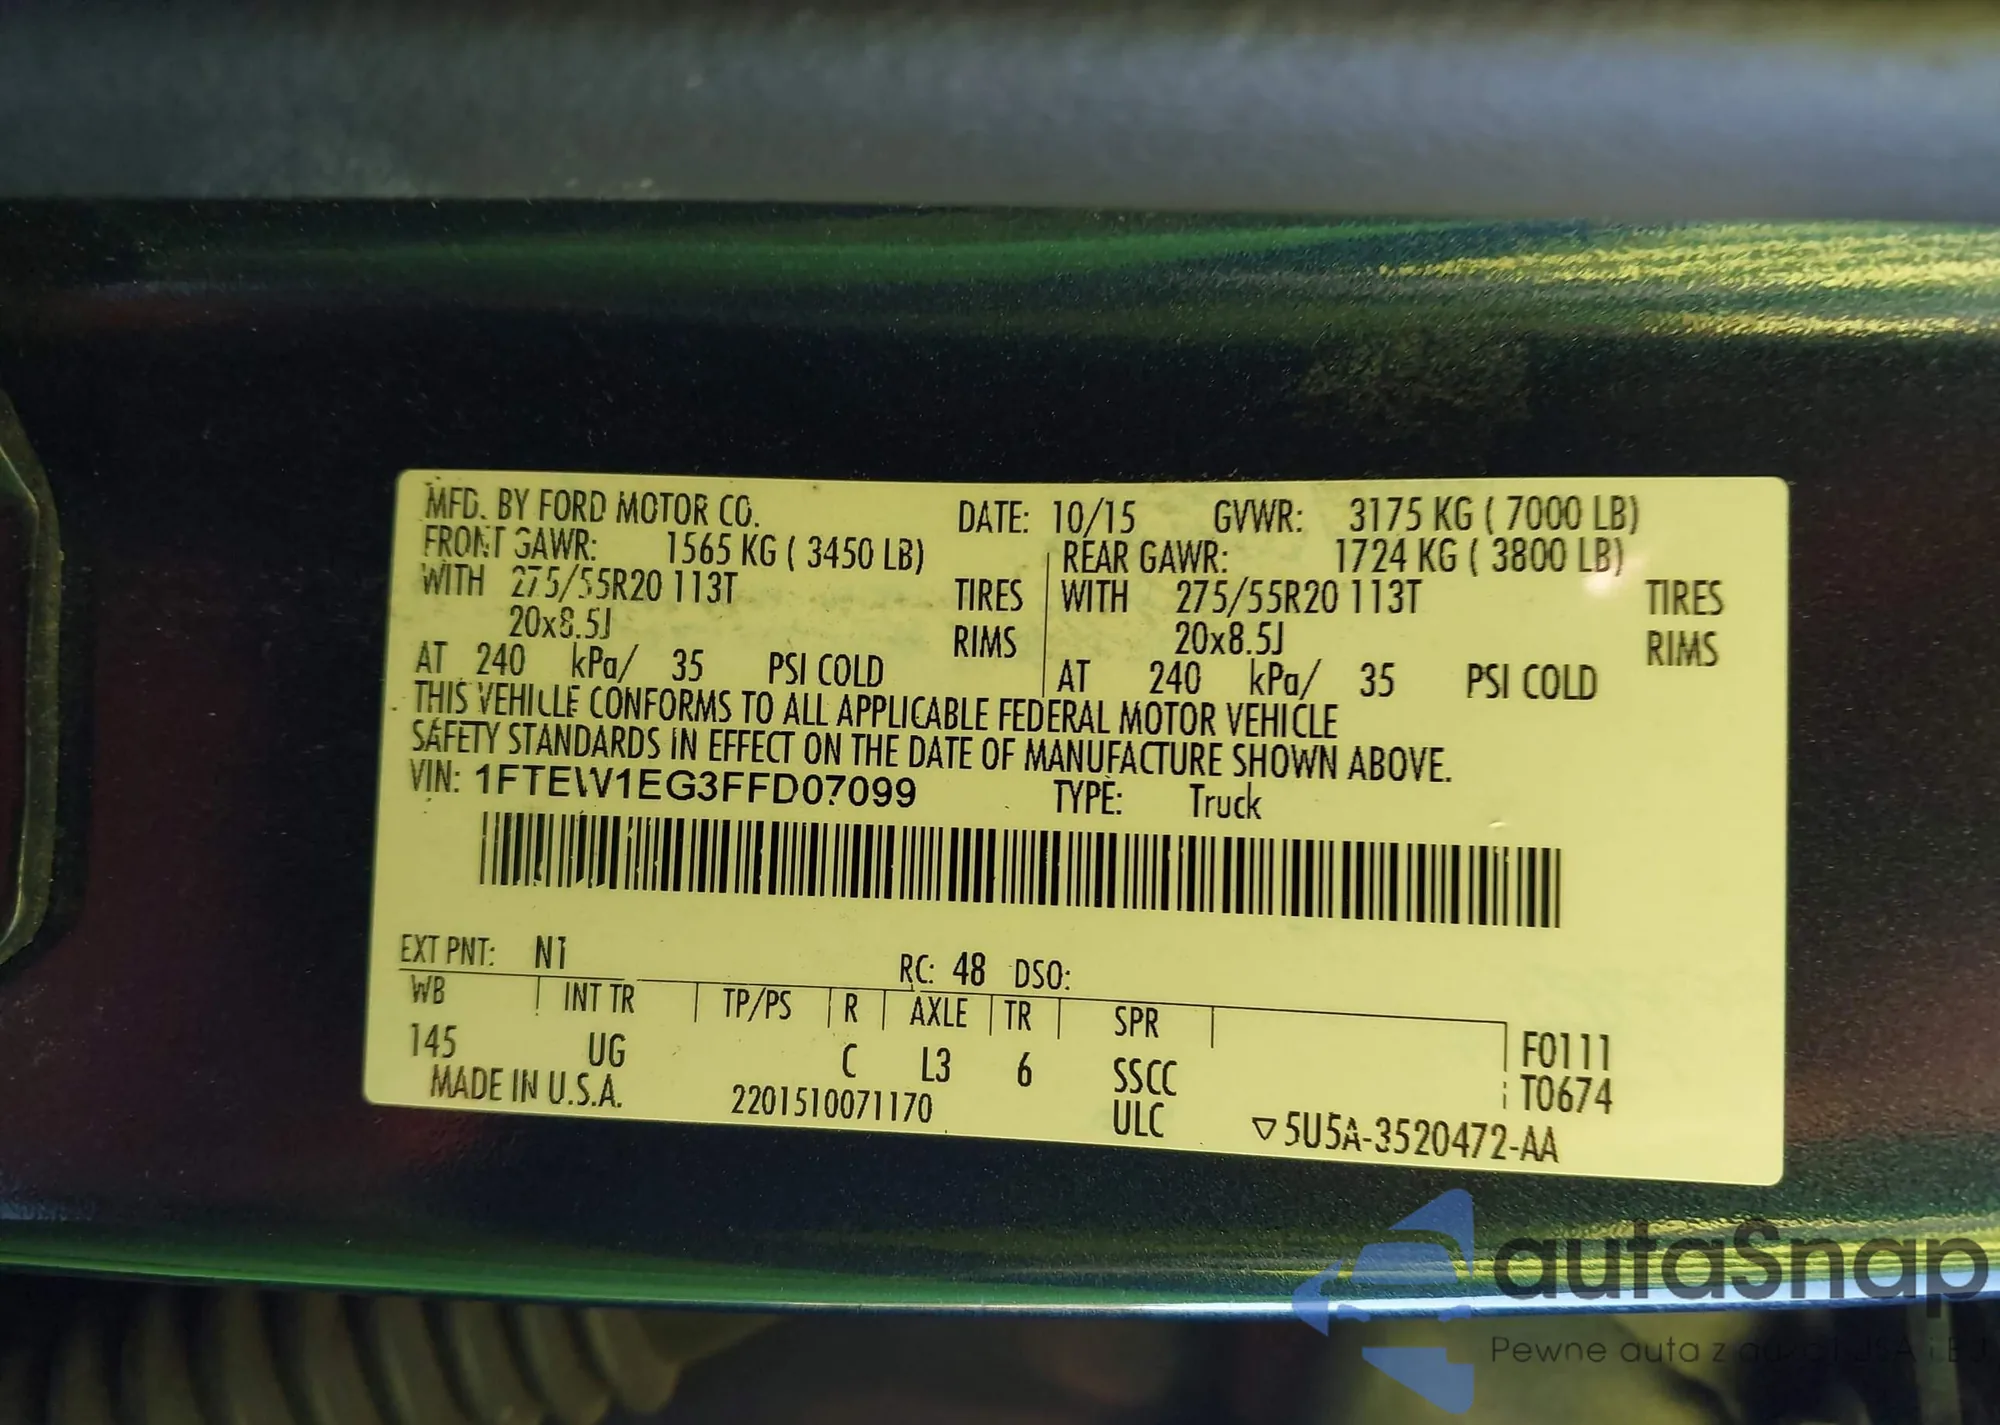 MFD. BY FORD MOTOR CO. DATE: 10/15 GVWR: 3175 KG ( 7000 LB)
FRONT GAWR: 1565 KG ( 3450 LB) REAR GAWR: 1724 KG ( 3800 LB)
WITH 275/55R20 113T TIRES WITH 275/55R20 113T TIRES
20x8.5J RIMS 20x8.5J RIMS
AT 240 kPa/ 35 PSI COLD AT 240 kPa/ 35 PSI COLD
THIS VEHICLE CONFORMS TO ALL APPLICABLE FEDERAL MOTOR VEHICLE
SAFETY STANDARDS IN EFFECT ON THE DATE OF MANUFACTURE SHOWN ABOVE.
VIN: 1FTEW1EG3FFD07099 TYPE: Truck
EXT PNT: N1 RC: 48 DSO:
WB INT TR TP/PS R AXLE TR SPR
145 UG C L3 6 SSCC F0111
MADE IN U.S.A. 2201510071170 ULC T0674
▽5U5A-3520472-AA
autaSnap
Pewne auta z